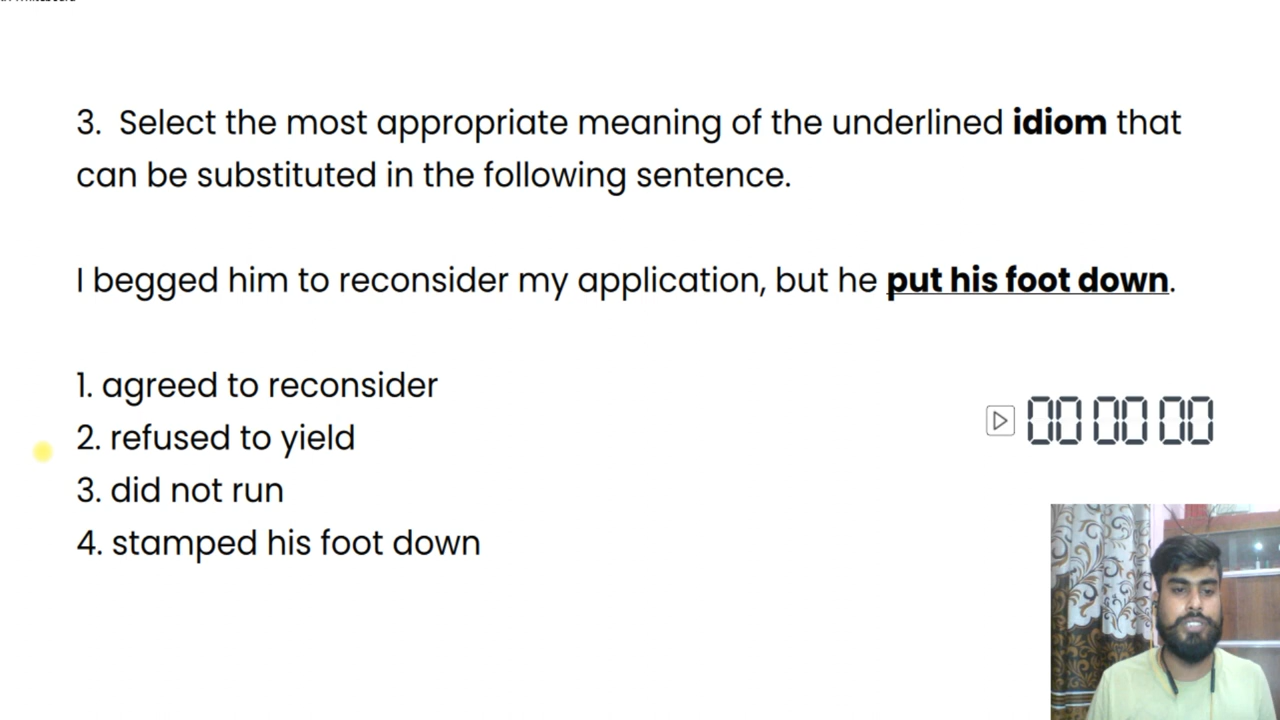 3. Select the most appropriate meaning of the underlined idiom that
can be substituted in the following sentence.
I begged him to reconsider my application, but he put his foot down.
1. agreed to reconsider
2. refused to yield
3. did not run
4. stamped his foot down
00 00 00